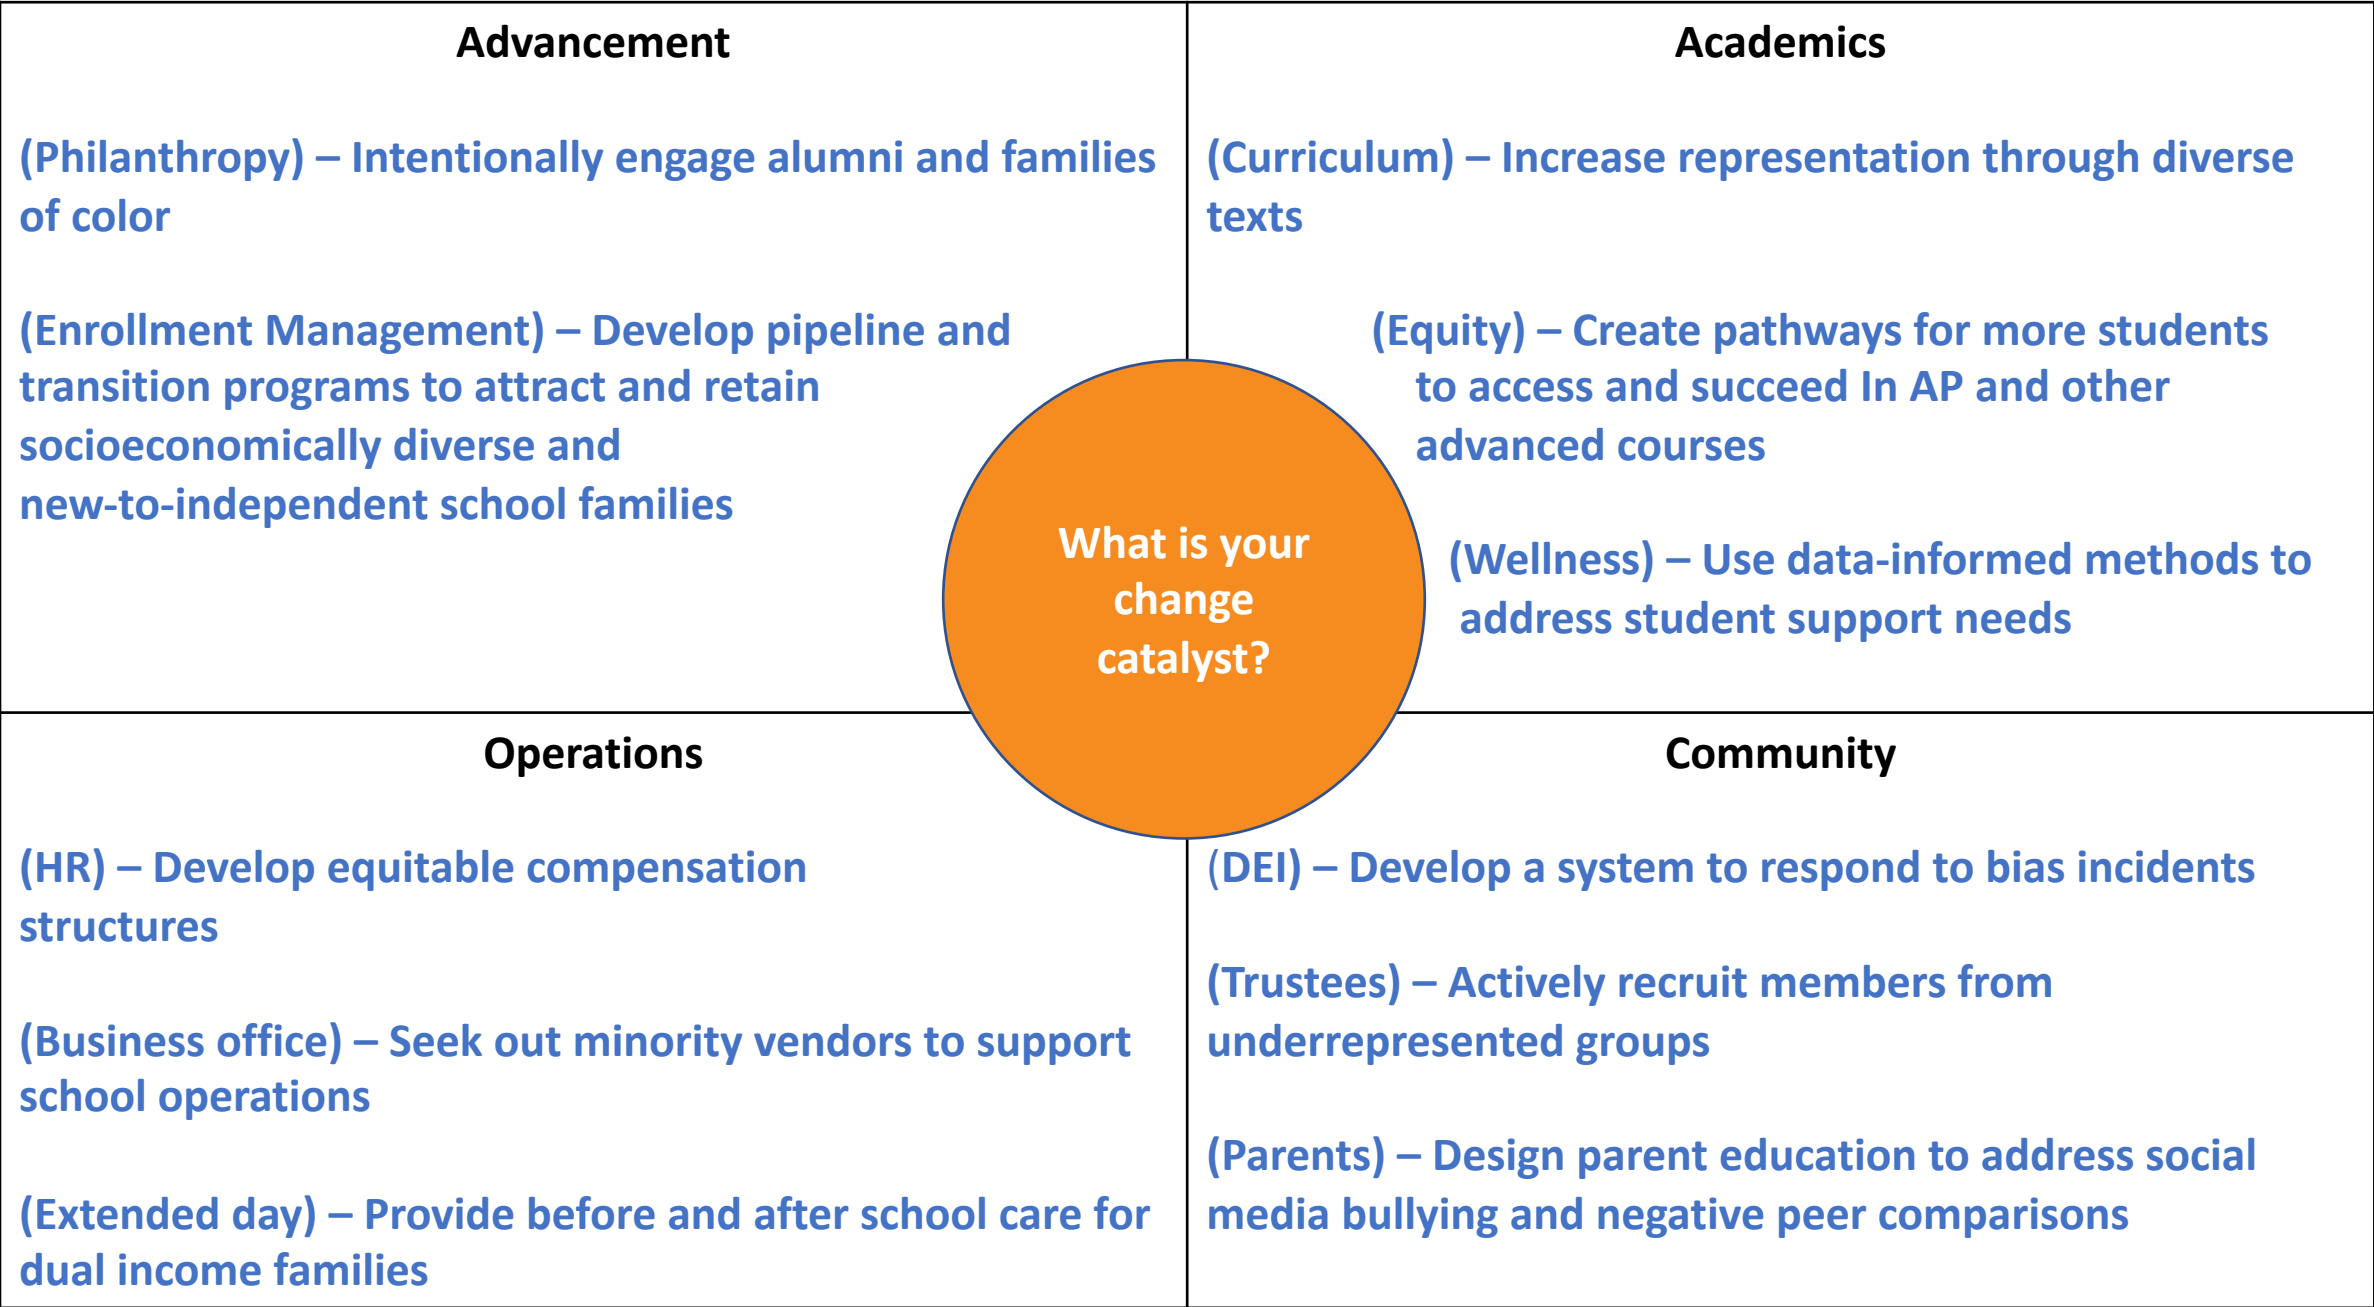 Advancement
(Philanthropy) – Intentionally engage alumni and families
of color
(Enrollment Management) – Develop pipeline and
transition programs to attract and retain
socioeconomically diverse and
new-to-independent school families
Academics
(Curriculum) – Increase representation through diverse
texts
(Equity) – Create pathways for more students
to access and succeed In AP and other
advanced courses
(Wellness) – Use data-informed methods to
address student support needs
What is your
change
catalyst?
Operations
(HR) – Develop equitable compensation
structures
(Business office) – Seek out minority vendors to support
school operations
(Extended day) – Provide before and after school care for
dual income families
Community
(DEI) – Develop a system to respond to bias incidents
(Trustees) – Actively recruit members from
underrepresented groups
(Parents) – Design parent education to address social
media bullying and negative peer comparisons